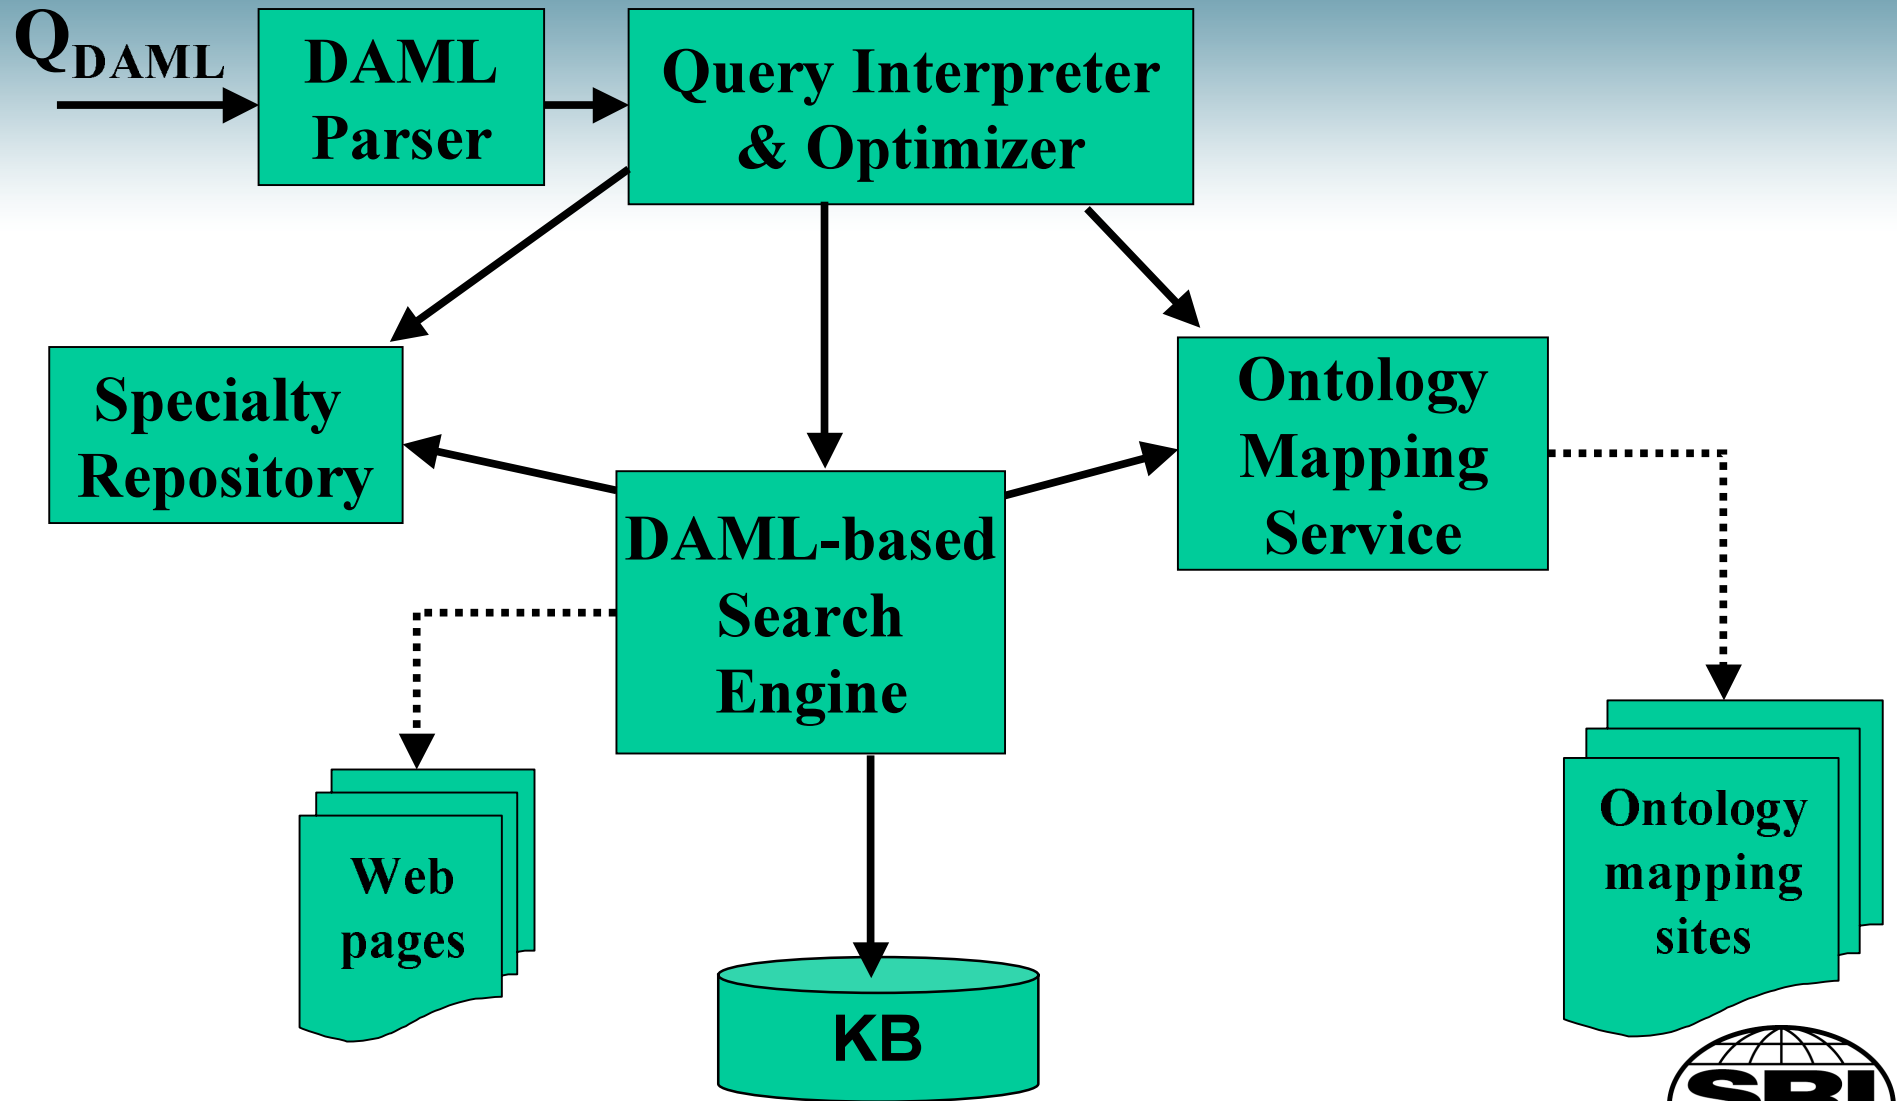 QDAML
DAML
Parser
Query Interpreter
& Optimizer
Specialty
Repository
Ontology
Mapping
Service
DAML-based
Search
Engine
Web
pages
Ontology
mapping
sites
KB
SRI